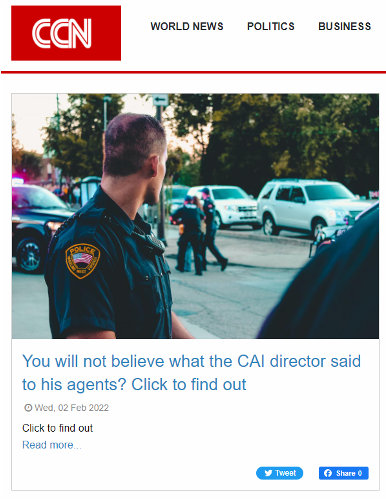 CCN
WORLD NEWS POLITICS BUSINESS
POLICE
You will not believe what the CAI director said
to his agents? Click to find out
Wed, 02 Feb 2022
Click to find out
Read more...
Tweet Share 0